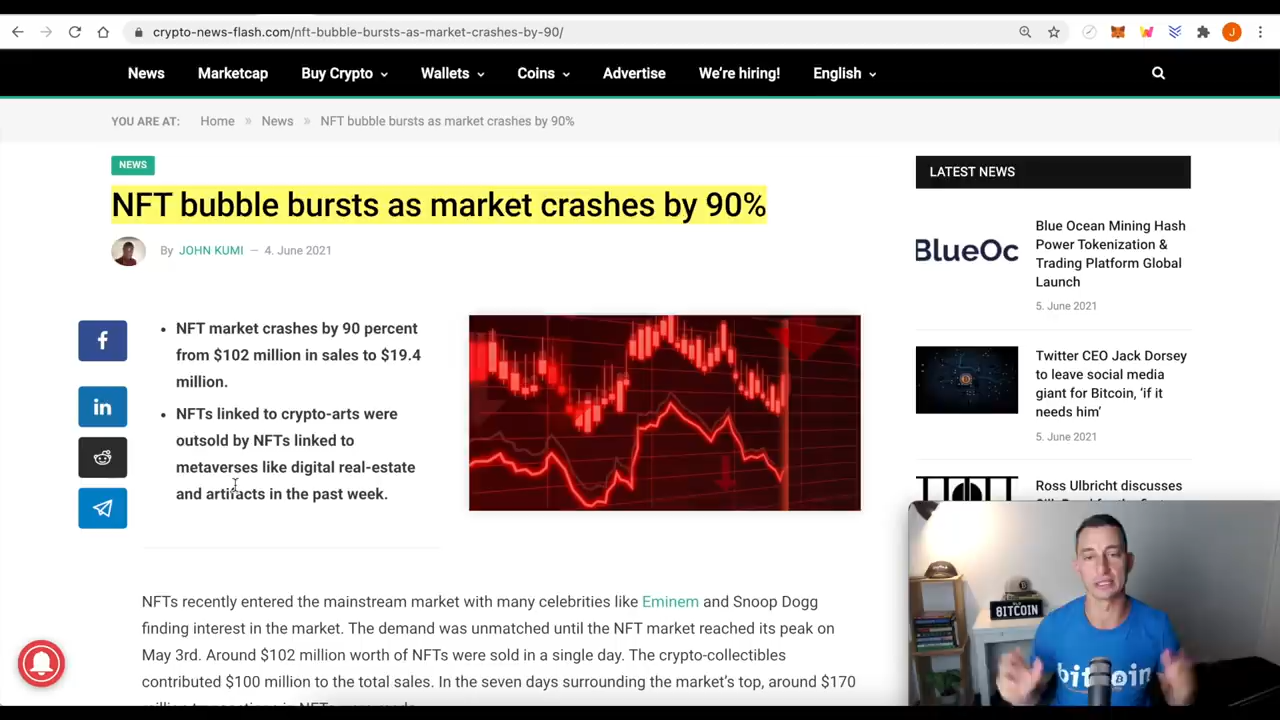 crypto-news-flash.com/nft-bubble-bursts-as-market-crashes-by-90/
J
News
Marketcap
Buy Crypto
Wallets
Coins
Advertise
We're hiring!
English
YOU ARE AT: Home » News » NFT bubble bursts as market crashes by 90%
NEWS
NFT bubble bursts as market crashes by 90%
By JOHN KUMI — 4. June 2021
• NFT market crashes by 90 percent
from $102 million in sales to $19.4
million.
• NFTs linked to crypto-arts were
outsold by NFTs linked to
metaverses like digital real-estate
and artifacts in the past week.
f
in
NFTs recently entered the mainstream market with many celebrities like Eminem and Snoop Dogg
finding interest in the market. The demand was unmatched until the NFT market reached its peak on
May 3rd. Around $102 million worth of NFTs were sold in a single day. The crypto-collectibles
contributed $100 million to the total sales. In the seven days surrounding the market's top, around $170
LATEST NEWS
BlueOc
Blue Ocean Mining Hash
Power Tokenization &
Trading Platform Global
Launch
5. June 2021
Twitter CEO Jack Dorsey
to leave social media
giant for Bitcoin, 'if it
needs him'
5. June 2021
Ross Ulbricht discusses
BITCOIN
bitcoin